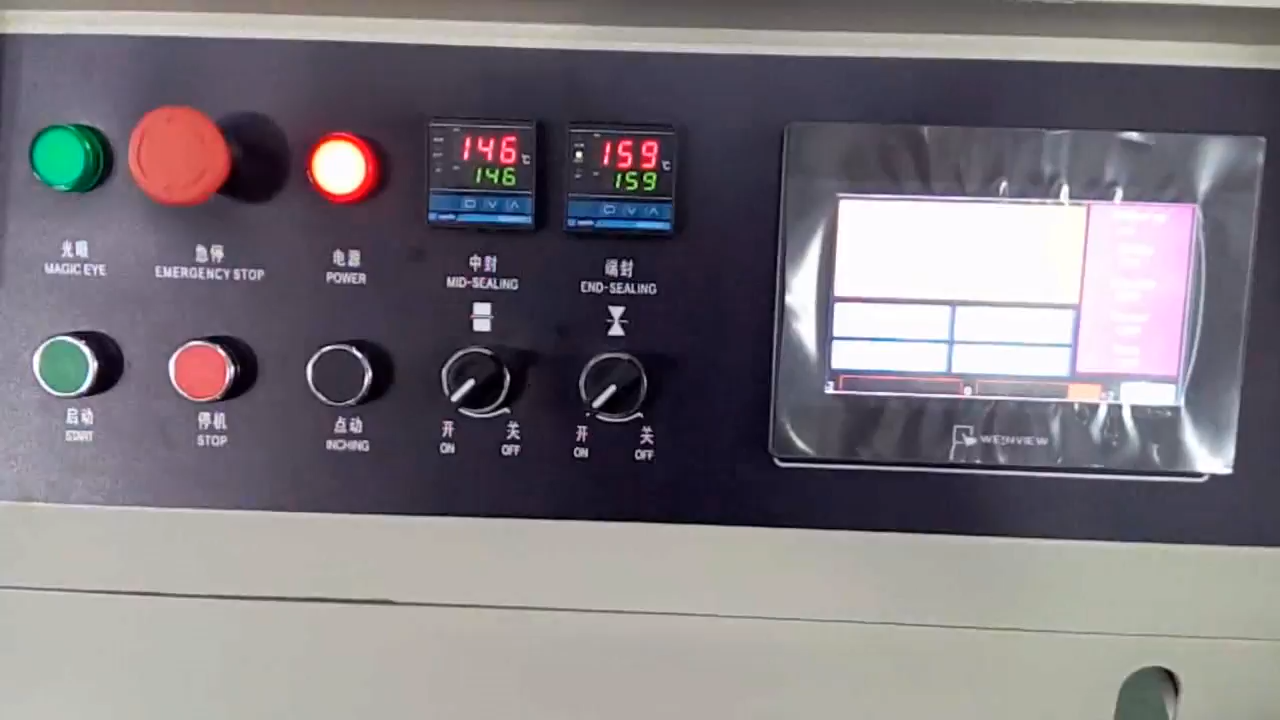 146
℃
146
159
℃
159
光眼
MAGIC EYE
急停
EMERGENCY STOP
电源
POWER
中封
MID-SEALING
端封
END-SEALING
启动
START
停机
STOP
点动
INCHING
开
ON
关
OFF
开
ON
关
OFF
WEINVIEW